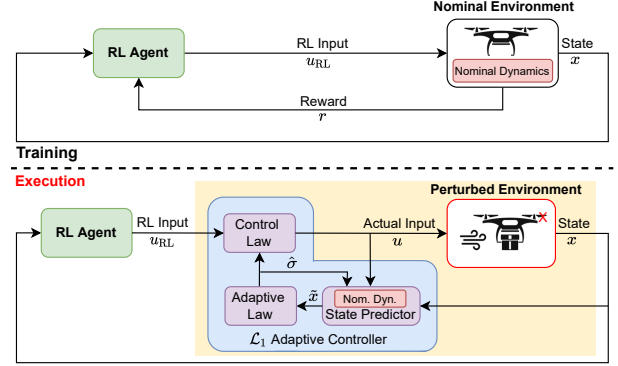 Nominal Environment
RL Agent
RL Input
u_RL
State
x
Nominal Dynamics
Reward
r
Training
Execution
Perturbed Environment
RL Agent
RL Input
u_RL
Control
Law
Actual Input
u
State
x
σ̂
Adaptive
Law
x̃
Nom. Dyn.
State Predictor
ℒ₁ Adaptive Controller